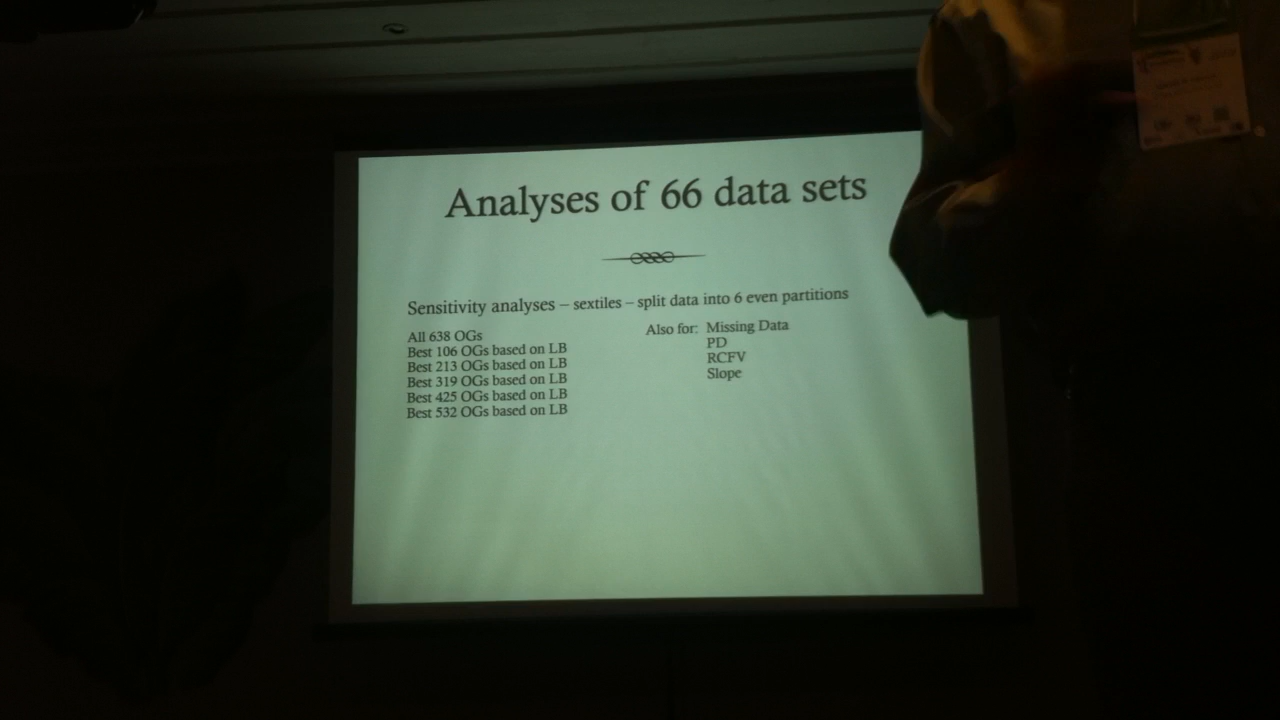 Analyses of 66 data sets
Sensitivity analyses – sextiles – split data into 6 even partitions
All 638 OGs
Best 106 OGs based on LB
Best 213 OGs based on LB
Best 319 OGs based on LB
Best 425 OGs based on LB
Best 532 OGs based on LB
Also for: Missing Data
PD
RCFV
Slope